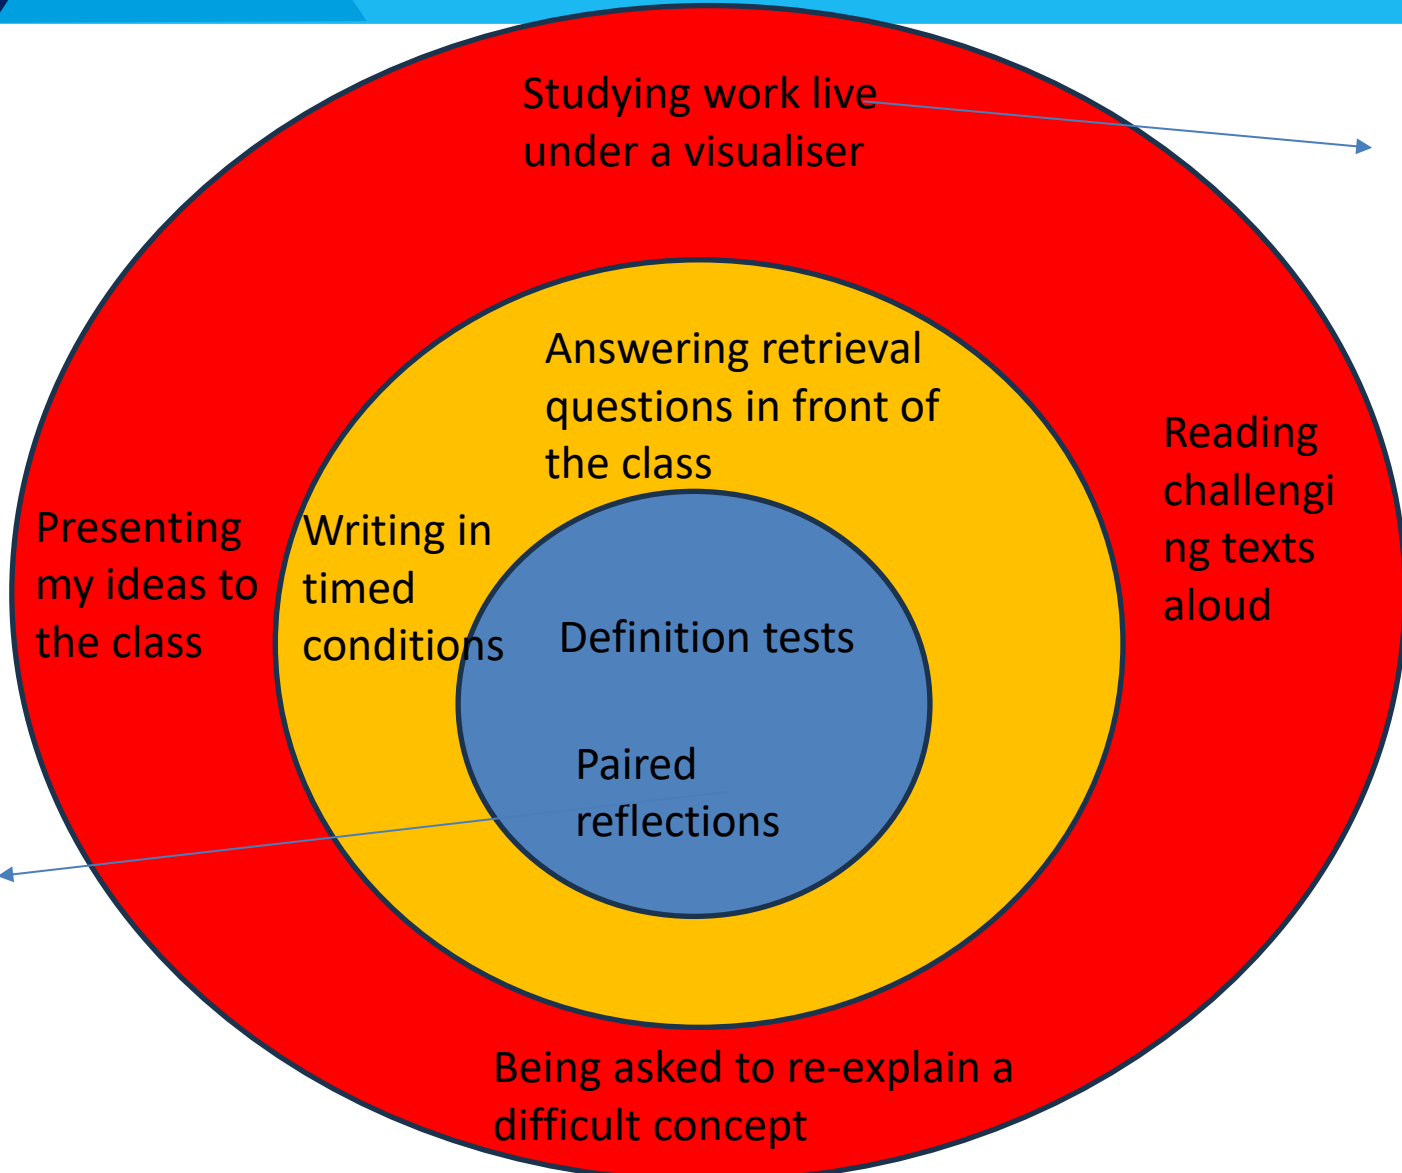 Studying work live
under a visualiser
Answering retrieval
questions in front of
the class
Reading
challengi
ng texts
aloud
Presenting
my ideas to
the class
Writing in
timed
conditions
Definition tests
Paired
reflections
Being asked to re-explain a
difficult concept